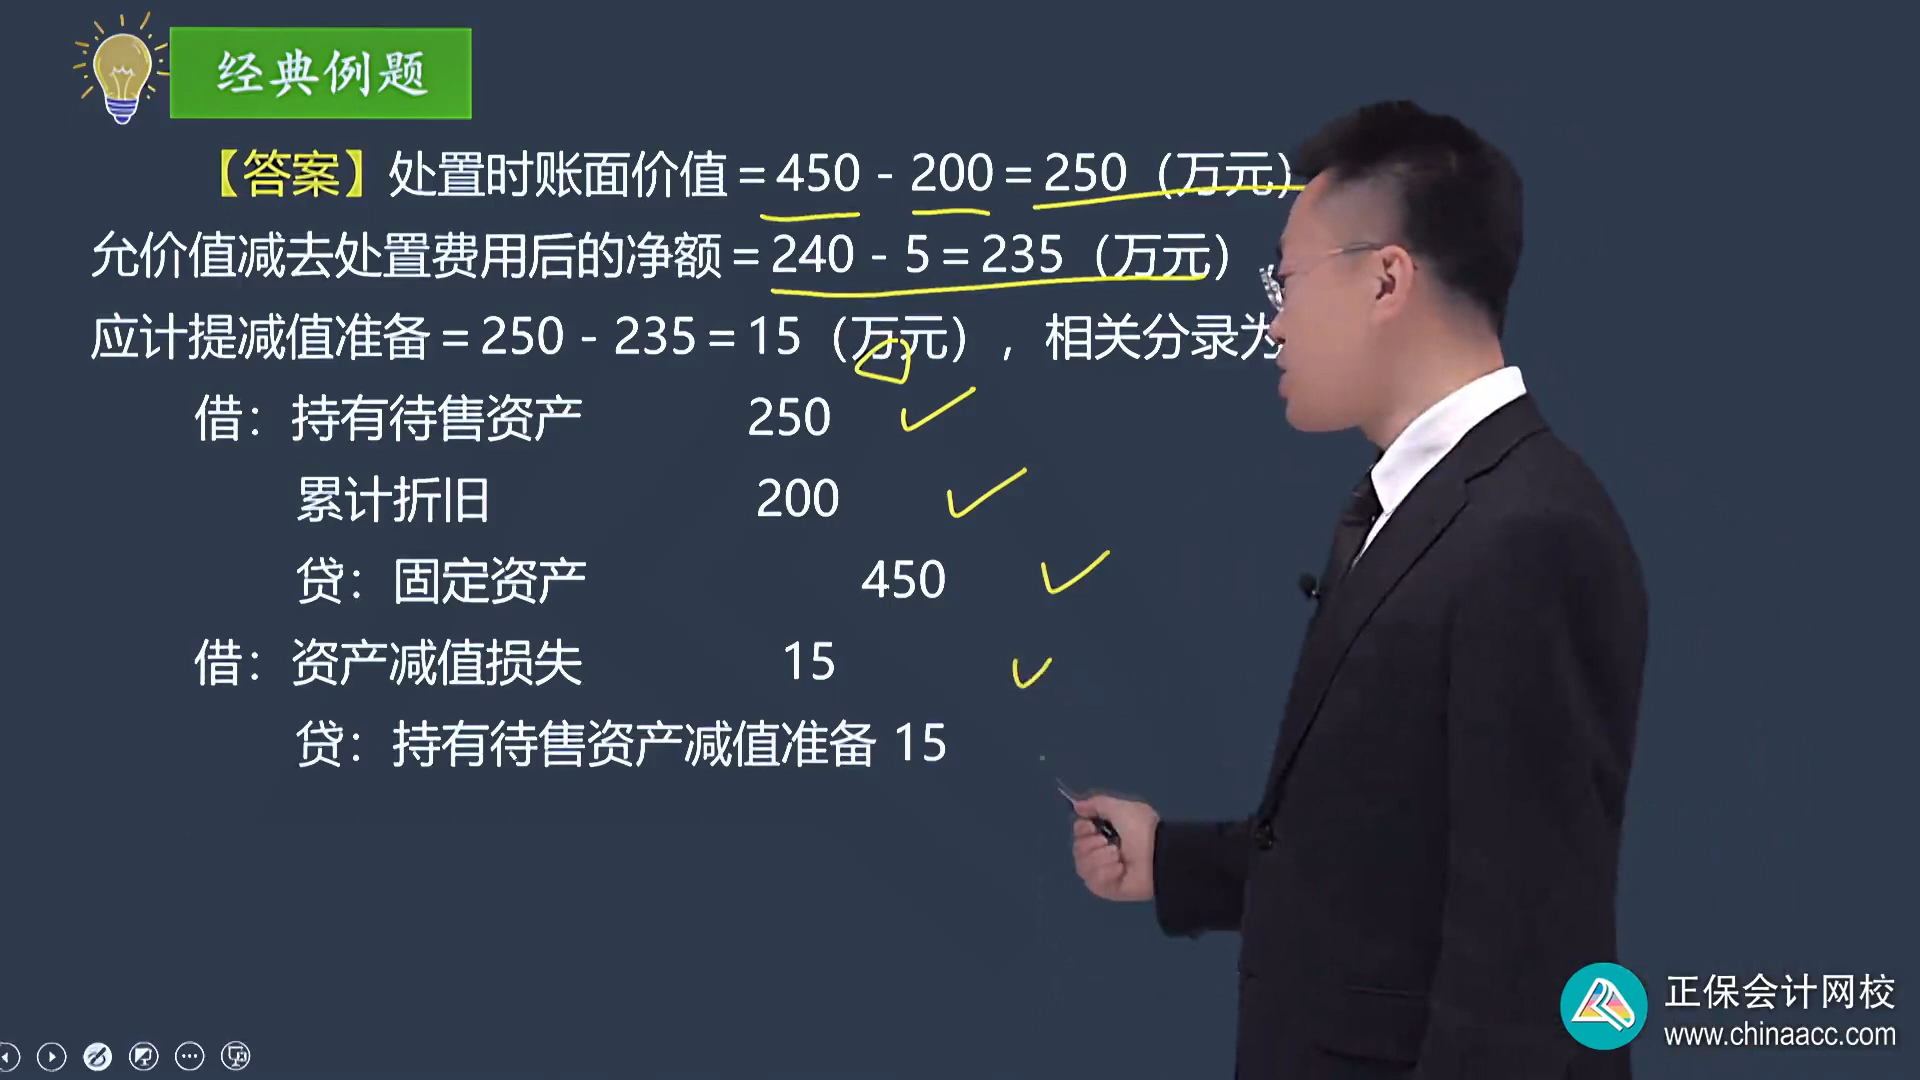 经典例题
【答案】处置时账面价值＝450－200＝250（万元）
允价值减去处置费用后的净额＝240－5＝235（万元）
应计提减值准备＝250－235＝15（万元），相关分录为
借：持有待售资产 250
累计折旧 200
贷：固定资产 450
借：资产减值损失 15
贷：持有待售资产减值准备 15
正保会计网校
www.chinaacc.com